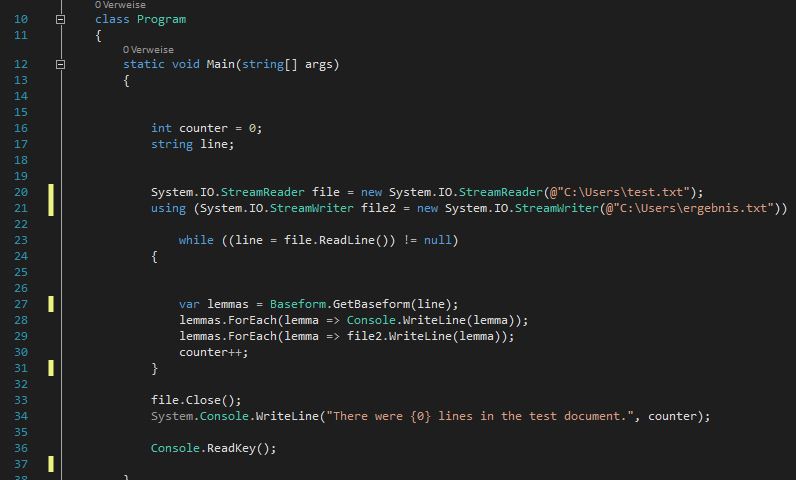 0 Verweise
10 class Program
11 {
0 Verweise
12 static void Main(string[] args)
13 {
14
15
16 int counter = 0;
17 string line;
18
19
20 System.IO.StreamReader file = new System.IO.StreamReader(@"C:\Users\test.txt");
21 using (System.IO.StreamWriter file2 = new System.IO.StreamWriter(@"C:\Users\ergebnis.txt"))
22
23 while ((line = file.ReadLine()) != null)
24 {
25
26
27 var lemmas = Baseform.GetBaseform(line);
28 lemmas.ForEach(lemma => Console.WriteLine(lemma));
29 lemmas.ForEach(lemma => file2.WriteLine(lemma));
30 counter++;
31 }
32
33 file.Close();
34 System.Console.WriteLine("There were {0} lines in the test document.", counter);
35
36 Console.ReadKey();
37
38 }